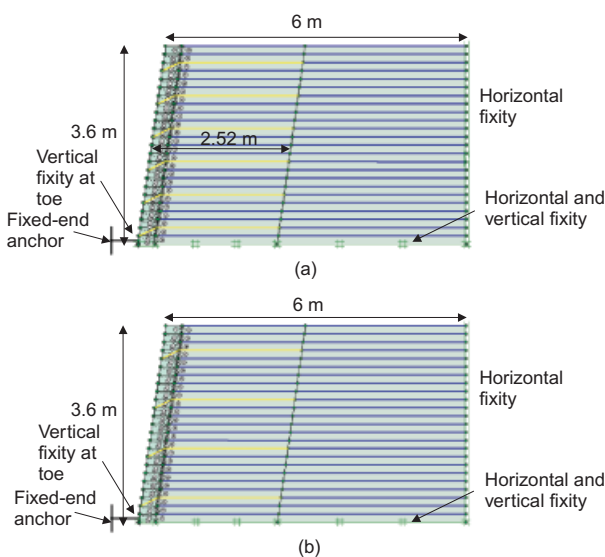 6 m
3.6 m
2.52 m
Horizontal
fixity
Vertical
fixity at
toe
Fixed-end
anchor
Horizontal and
vertical fixity
(a)
6 m
3.6 m
Horizontal
fixity
Vertical
fixity at
toe
Fixed-end
anchor
Horizontal and
vertical fixity
(b)